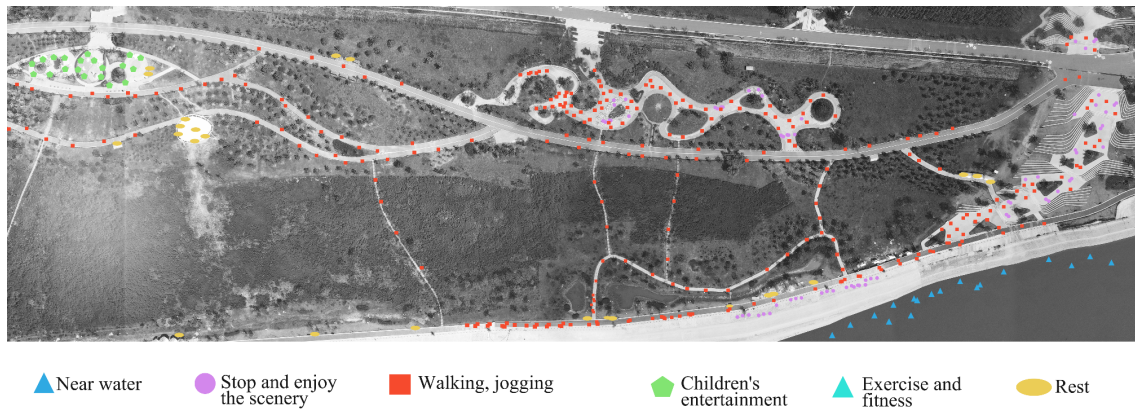 Near water
Stop and enjoy
the scenery
Walking, jogging
Children's
entertainment
Exercise and
fitness
Rest